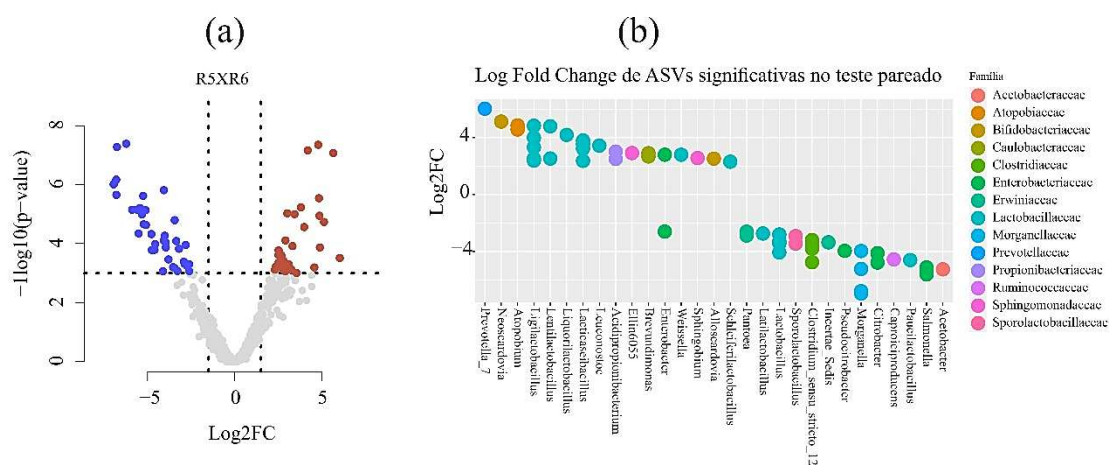 (a)
(b)
R5XR6
8
6
4
2
0
−1log10(p-value)
−5
0
5
Log2FC
Log Fold Change de ASVs significativas no teste pareado
4
0
−4
Log2FC
Prevotella_7
Neoscardovia
Atopobium
Ligilactobacillus
Lentilactobacillus
Liquorilactobacillus
Lacticaseibacillus
Leuconostoc
Acidipropionibacterium
Ellin6055
Brevundimonas
Enterobacter
Weissella
Sphingobium
Alloscardovia
Schleiferilactobacillus
Pantoea
Latilactobacillus
Lactobacillus
Sporolactobacillus
Clostridium_sensu_stricto_12
Incertae_Sedis
Pseudocitrobacter
Morganella
Citrobacter
Caproiciproducens
Paucilactobacillus
Salmonella
Acetobacter
Família
Acetobacteraceae
Atopobiaceae
Bifidobacteriaceae
Caulobacteraceae
Clostridiaceae
Enterobacteriaceae
Erwiniaceae
Lactobacillaceae
Morganellaceae
Prevotellaceae
Propionibacteriaceae
Ruminococcaceae
Sphingomonadaceae
Sporolactobacillaceae